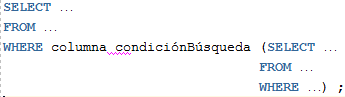 SELECT ...
FROM ...
WHERE columna condiciónBúsqueda (SELECT ...
FROM ...
WHERE ...) ;